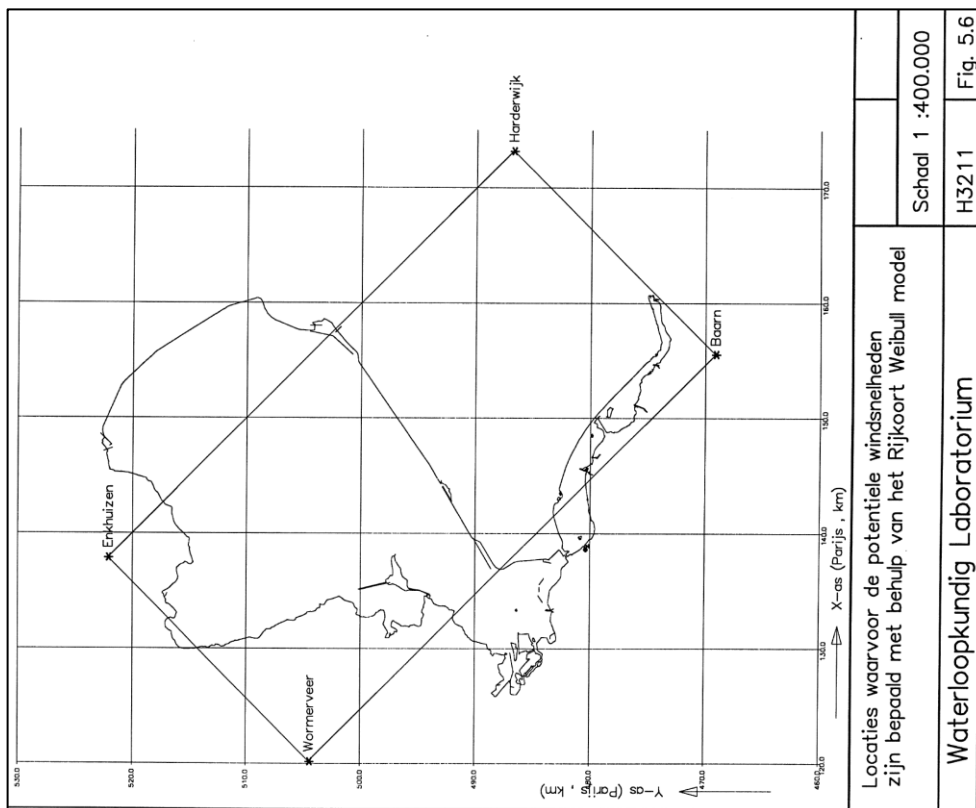 Enkhuizen
Wormerveer
Harderwijk
Baarn
530.0
520.0
510.0
500.0
490.0
480.0
470.0
460.0
120.0
130.0
140.0
150.0
160.0
170.0
Y-as (Parijs , km)
X-as (Parijs , km)
Locaties waarvoor de potentiele windsnelheden
zijn bepaald met behulp van het Rijkoort Weibull model
Schaal 1 :400.000
Waterloopkundig Laboratorium
H3211
Fig. 5.6